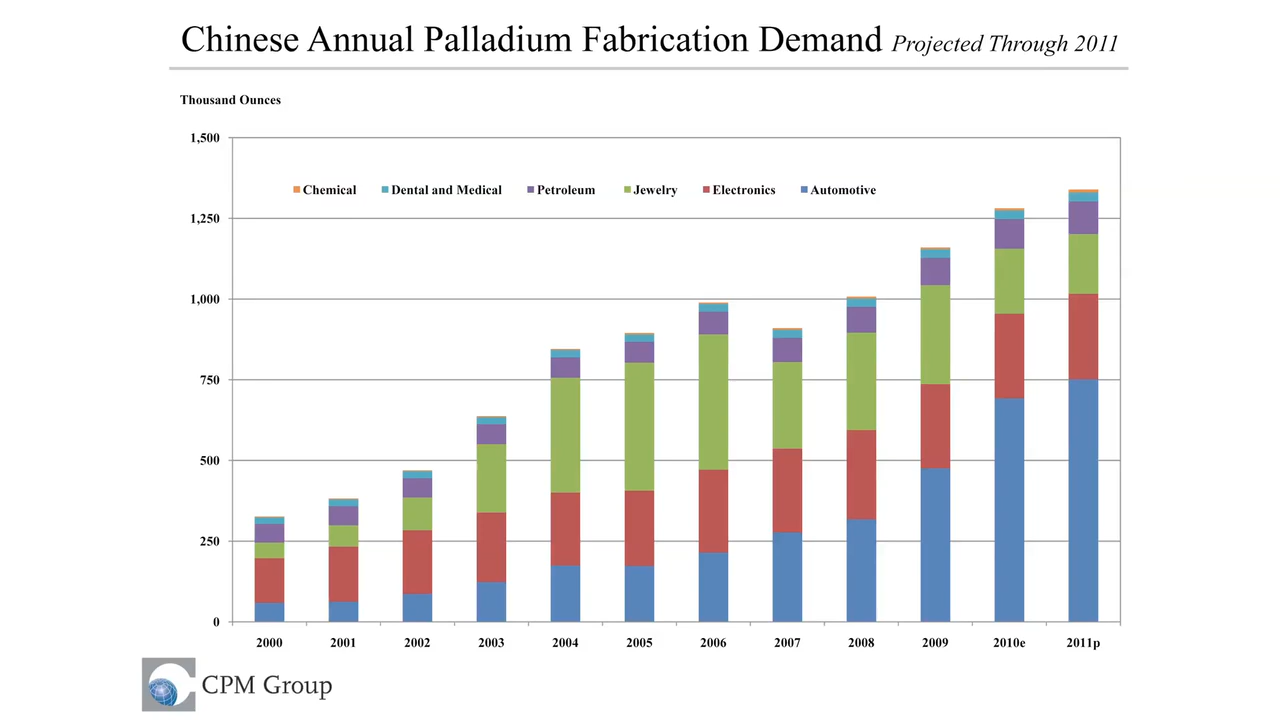 Chinese Annual Palladium Fabrication Demand Projected Through 2011
Thousand Ounces
1,500
Chemical Dental and Medical Petroleum Jewelry Electronics Automotive
1,250
1,000
750
500
250
0
2000 2001 2002 2003 2004 2005 2006 2007 2008 2009 2010e 2011p
CPM Group